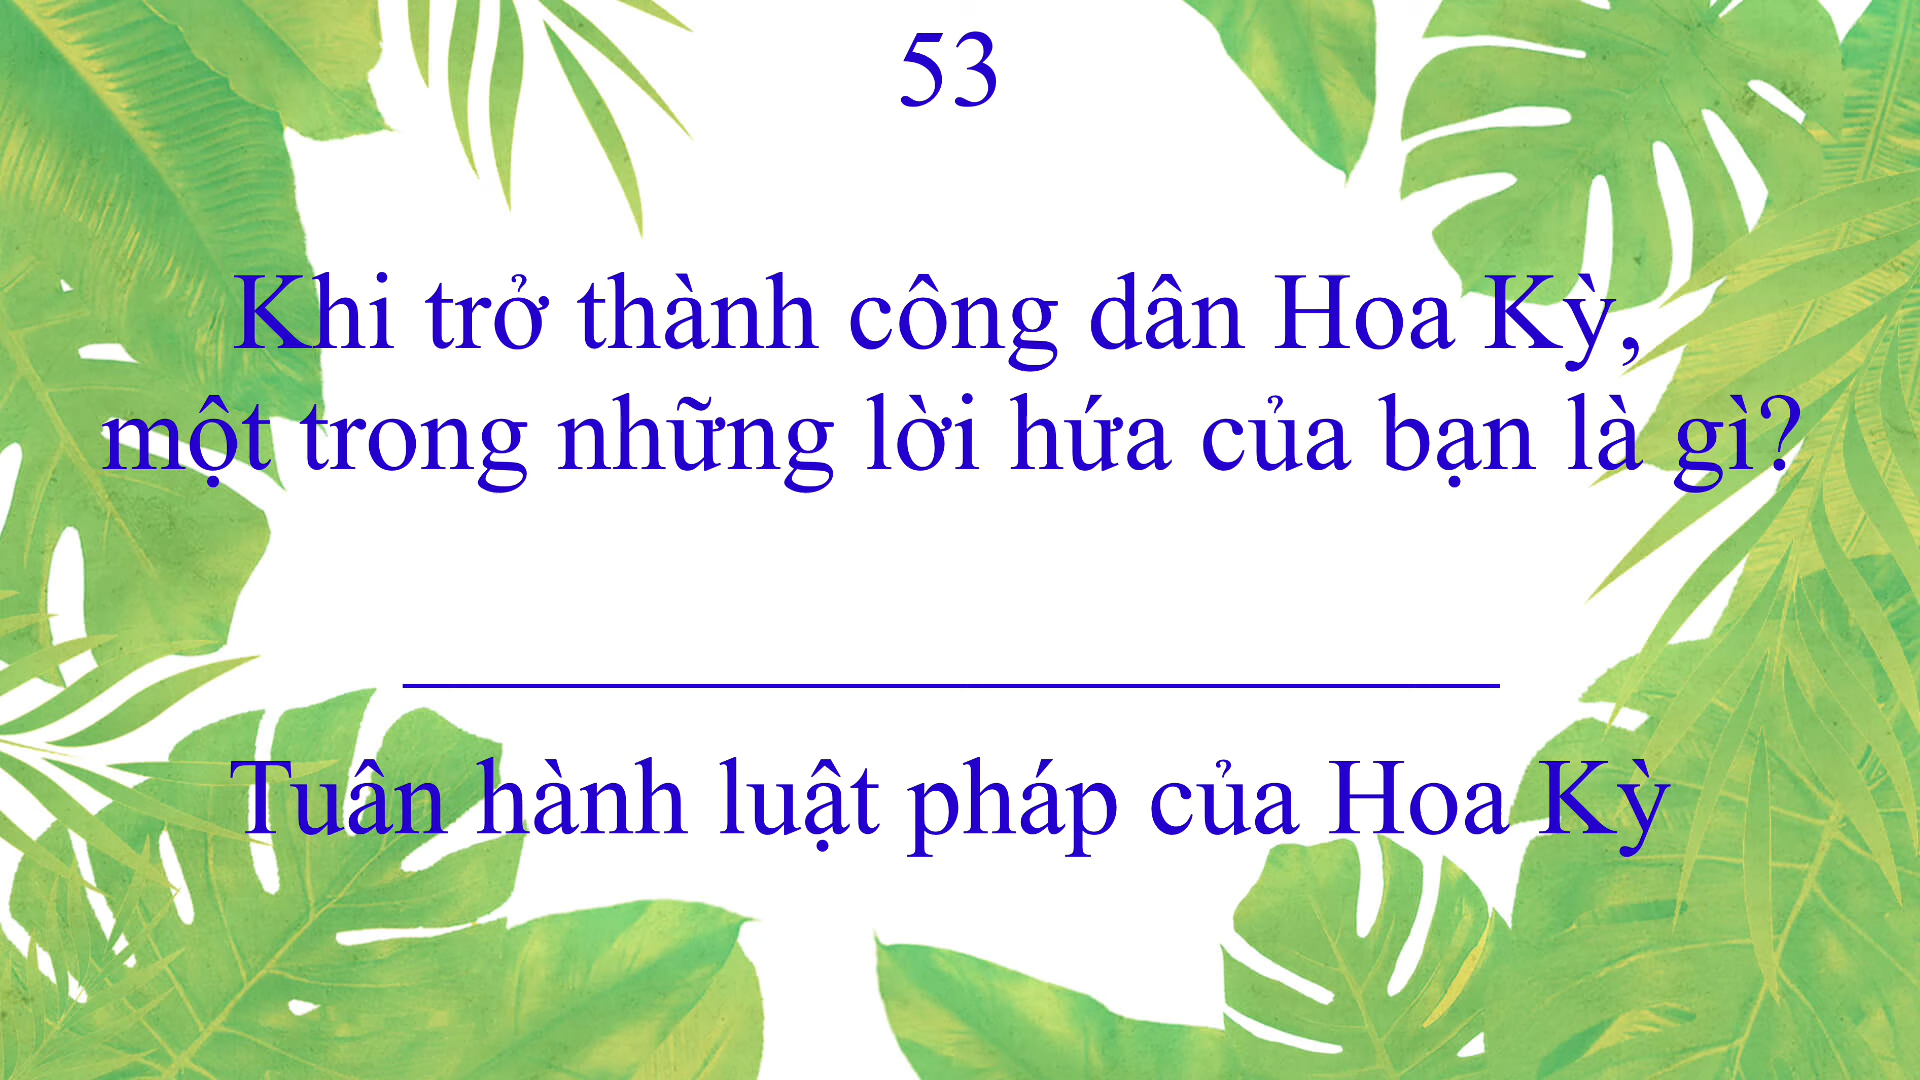 53
Khi trở thành công dân Hoa Kỳ,
một trong những lời hứa của bạn là gì?
Tuân hành luật pháp của Hoa Kỳ